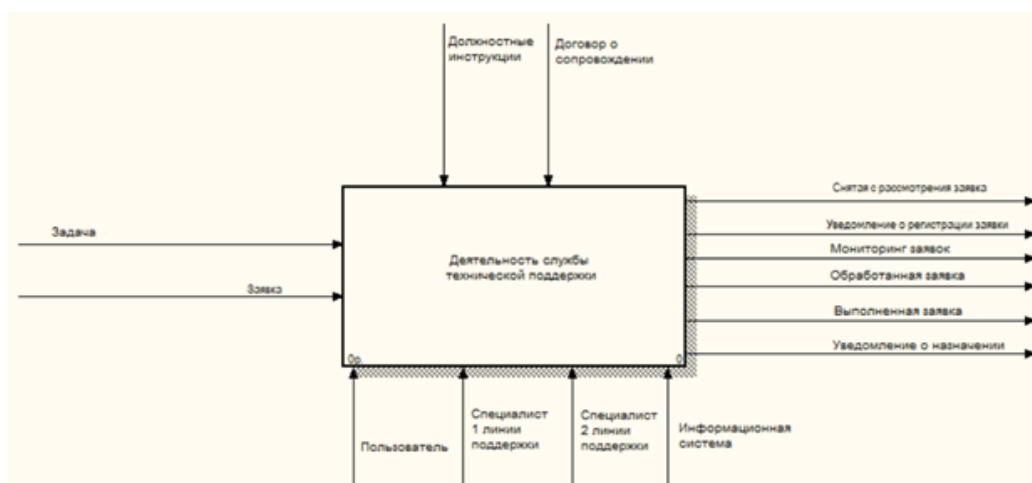 Должностные
инструкции
Договор о
сопровождении
Снятая с рассмотрения заявка
Задача
Уведомление о регистрации заявки
Мониторинг заявок
Деятельность службы
технической поддержки
Обработанная заявка
Заявка
Выполненная заявка
Уведомление о назначении
0р.
0
Пользователь
Специалист
1 линии
поддержки
Специалист
2 линии
поддержки
Информационная
система